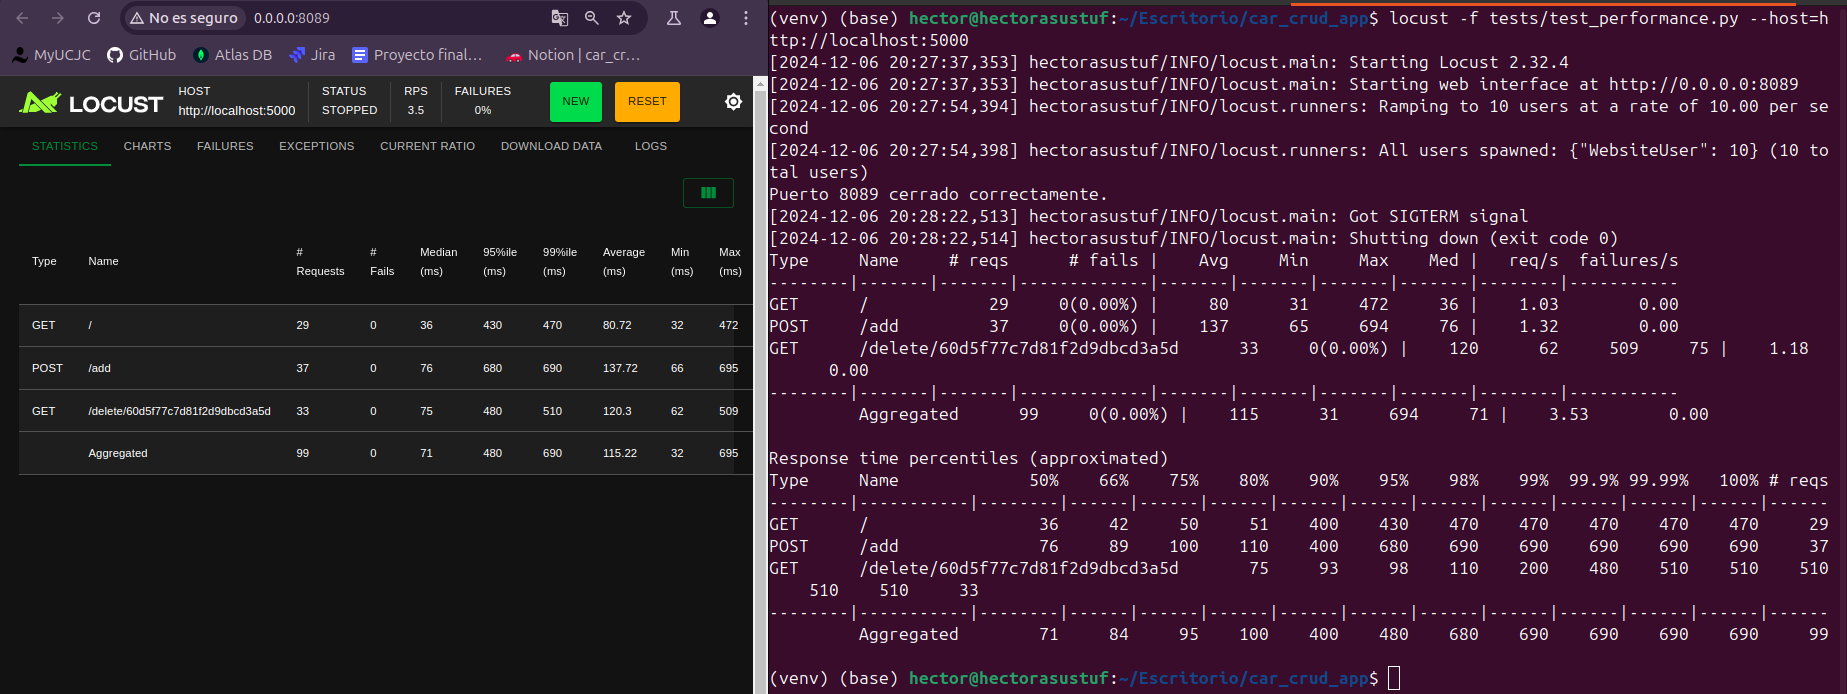 No es seguro 0.0.0.0:8089
MyUCJC GitHub Atlas DB Jira Proyecto final... Notion | car_cr...
LOCUST
HOST
http://localhost:5000
STATUS
STOPPED
RPS
3.5
FAILURES
0%
NEW
RESET
STATISTICS CHARTS FAILURES EXCEPTIONS CURRENT RATIO DOWNLOAD DATA LOGS
Type Name # Requests # Fails Median (ms) 95%ile (ms) 99%ile (ms) Average (ms) Min (ms) Max (ms)
GET / 29 0 36 430 470 80.72 32 472
POST /add 37 0 76 680 690 137.72 66 695
GET /delete/60d5f77c7d81f2d9dbcd3a5d 33 0 75 480 510 120.3 62 509
Aggregated 99 0 71 480 690 115.22 32 695
(venv) (base) hector@hectorasustuf:~/Escritorio/car_crud_app$ locust -f tests/test_performance.py --host=h
ttp://localhost:5000
[2024-12-06 20:27:37,353] hectorasustuf/INFO/locust.main: Starting Locust 2.32.4
[2024-12-06 20:27:37,353] hectorasustuf/INFO/locust.main: Starting web interface at http://0.0.0.0:8089
[2024-12-06 20:27:54,394] hectorasustuf/INFO/locust.runners: Ramping to 10 users at a rate of 10.00 per se
cond
[2024-12-06 20:27:54,398] hectorasustuf/INFO/locust.runners: All users spawned: {"WebsiteUser": 10} (10 to
tal users)
Puerto 8089 cerrado correctamente.
[2024-12-06 20:28:22,513] hectorasustuf/INFO/locust.main: Got SIGTERM signal
[2024-12-06 20:28:22,514] hectorasustuf/INFO/locust.main: Shutting down (exit code 0)
Type Name # reqs # fails | Avg Min Max Med | req/s failures/s
--------|-------|-------|-------------|-------|-------|-------|-------|--------|-----------
GET / 29 0(0.00%) | 80 31 472 36 | 1.03 0.00
POST /add 37 0(0.00%) | 137 65 694 76 | 1.32 0.00
GET /delete/60d5f77c7d81f2d9dbcd3a5d 33 0(0.00%) | 120 62 509 75 | 1.18
0.00
--------|-------|-------|-------------|-------|-------|-------|-------|--------|-----------
Aggregated 99 0(0.00%) | 115 31 694 71 | 3.53 0.00
Response time percentiles (approximated)
Type Name 50% 66% 75% 80% 90% 95% 98% 99% 99.9% 99.99% 100% # reqs
--------|-----------|--------|------|------|------|------|------|------|------|------|------|------|------
GET / 36 42 50 51 400 430 470 470 470 470 470 29
POST /add 76 89 100 110 400 680 690 690 690 690 690 37
GET /delete/60d5f77c7d81f2d9dbcd3a5d 75 93 98 110 200 480 510 510 510
510 510 33
--------|-----------|--------|------|------|------|------|------|------|------|------|------|------|------
Aggregated 71 84 95 100 400 480 680 690 690 690 690 99
(venv) (base) hector@hectorasustuf:~/Escritorio/car_crud_app$